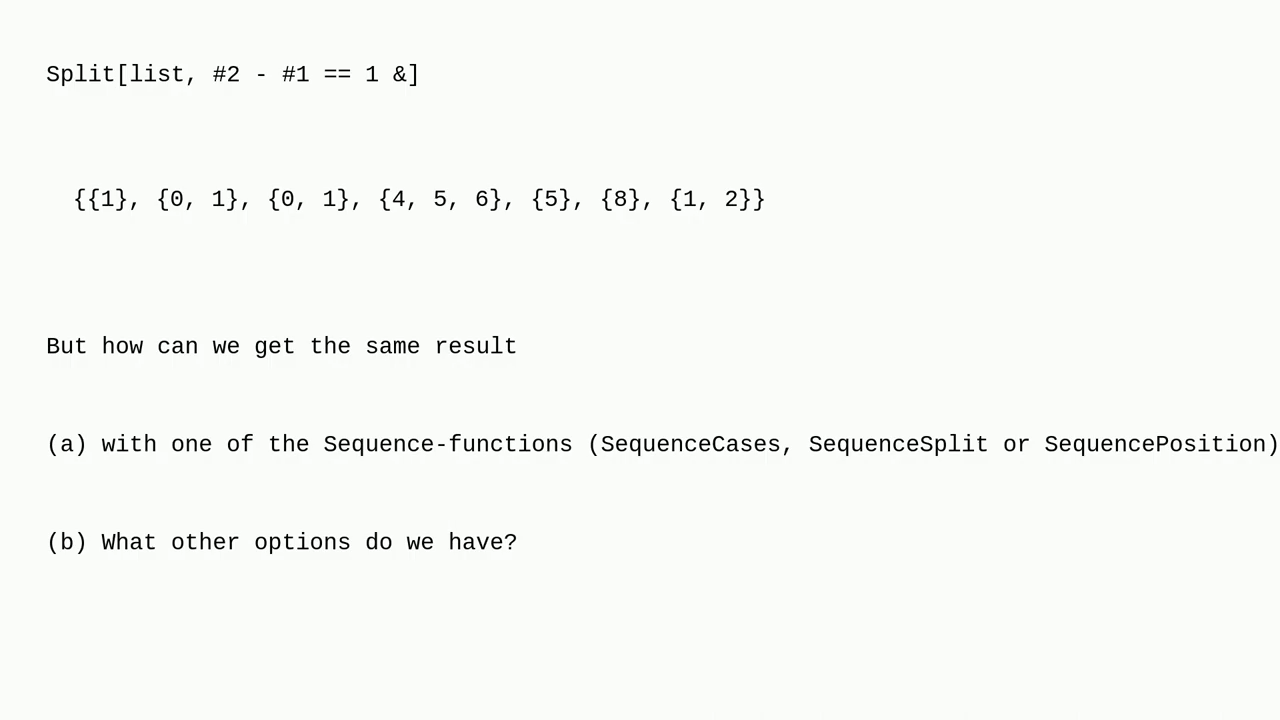 Split[list, #2 - #1 == 1 &]
{{1}, {0, 1}, {0, 1}, {4, 5, 6}, {5}, {8}, {1, 2}}
But how can we get the same result
(a) with one of the Sequence-functions (SequenceCases, SequenceSplit or SequencePosition)
(b) What other options do we have?